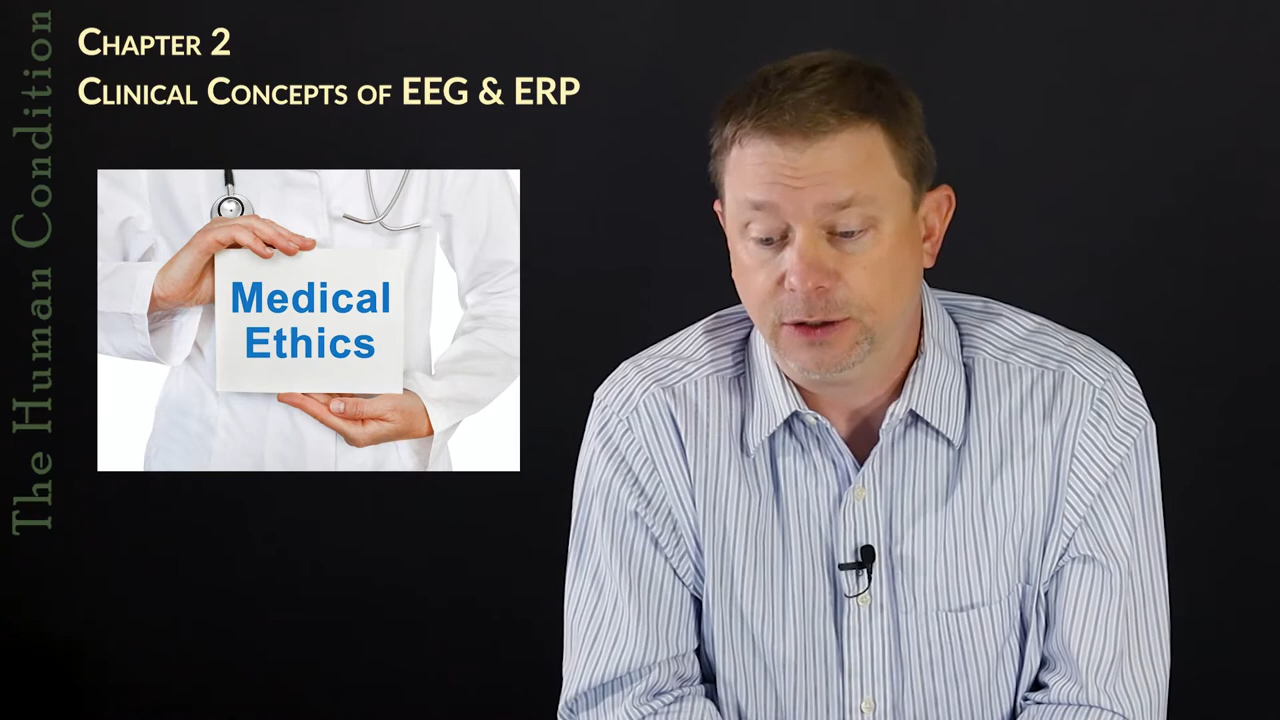 The Human Condition
Chapter 2
Clinical Concepts of EEG & ERP
Medical
Ethics